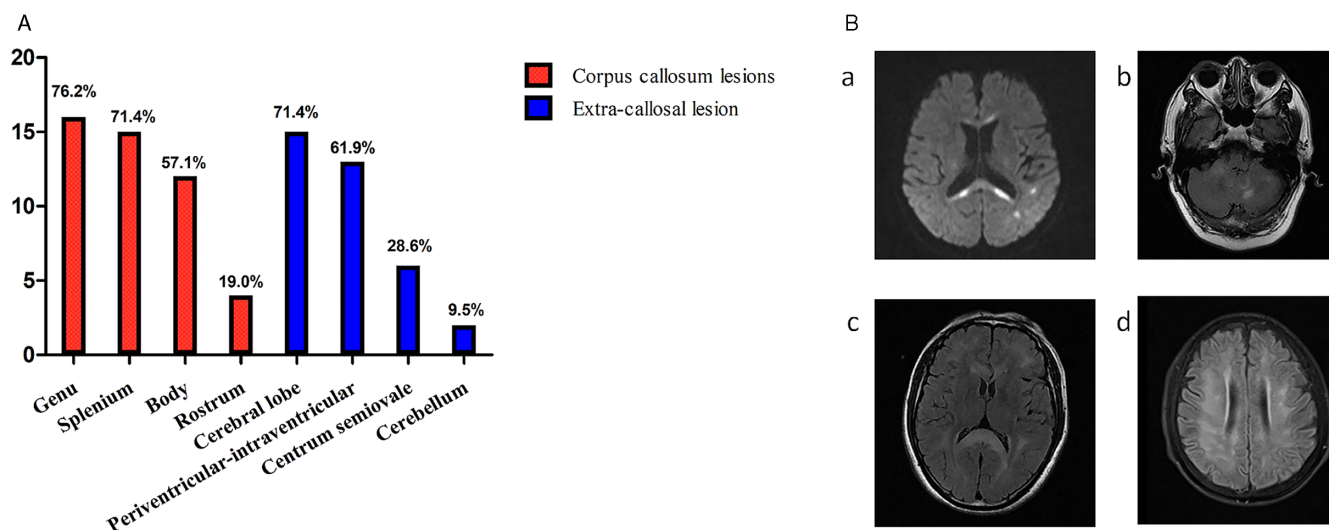 A
20
15
10
5
0
76.2%
71.4%
57.1%
19.0%
71.4%
61.9%
28.6%
9.5%
Genu
Splenium
Body
Rostrum
Cerebral lobe
Periventricular-intraventricular
Centrum semiovale
Cerebellum
Corpus callosum lesions
Extra-callosal lesion
B
a
b
c
d